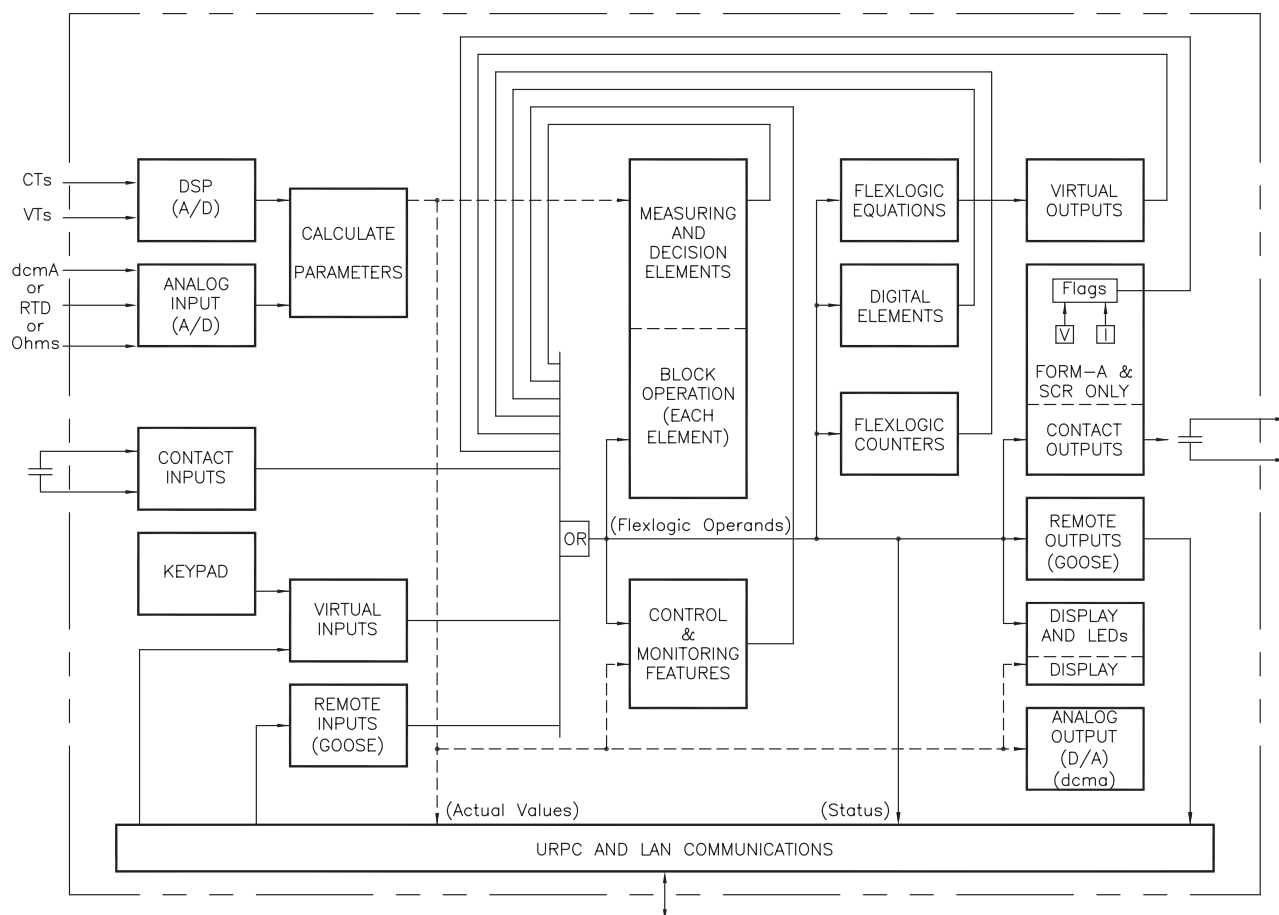 CTs
VTs
dcmA
or
RTD
or
Ohms
DSP
(A/D)
ANALOG
INPUT
(A/D)
CALCULATE
PARAMETERS
CONTACT
INPUTS
KEYPAD
VIRTUAL
INPUTS
REMOTE
INPUTS
(GOOSE)
OR
MEASURING
AND
DECISION
ELEMENTS
BLOCK
OPERATION
(EACH
ELEMENT)
(Flexlogic Operands)
CONTROL
&
MONITORING
FEATURES
FLEXLOGIC
EQUATIONS
DIGITAL
ELEMENTS
FLEXLOGIC
COUNTERS
VIRTUAL
OUTPUTS
Flags
V
I
FORM-A &
SCR ONLY
CONTACT
OUTPUTS
REMOTE
OUTPUTS
(GOOSE)
DISPLAY
AND LEDs
DISPLAY
ANALOG
OUTPUT
(D/A)
(dcma)
(Actual Values)
(Status)
URPC AND LAN COMMUNICATIONS